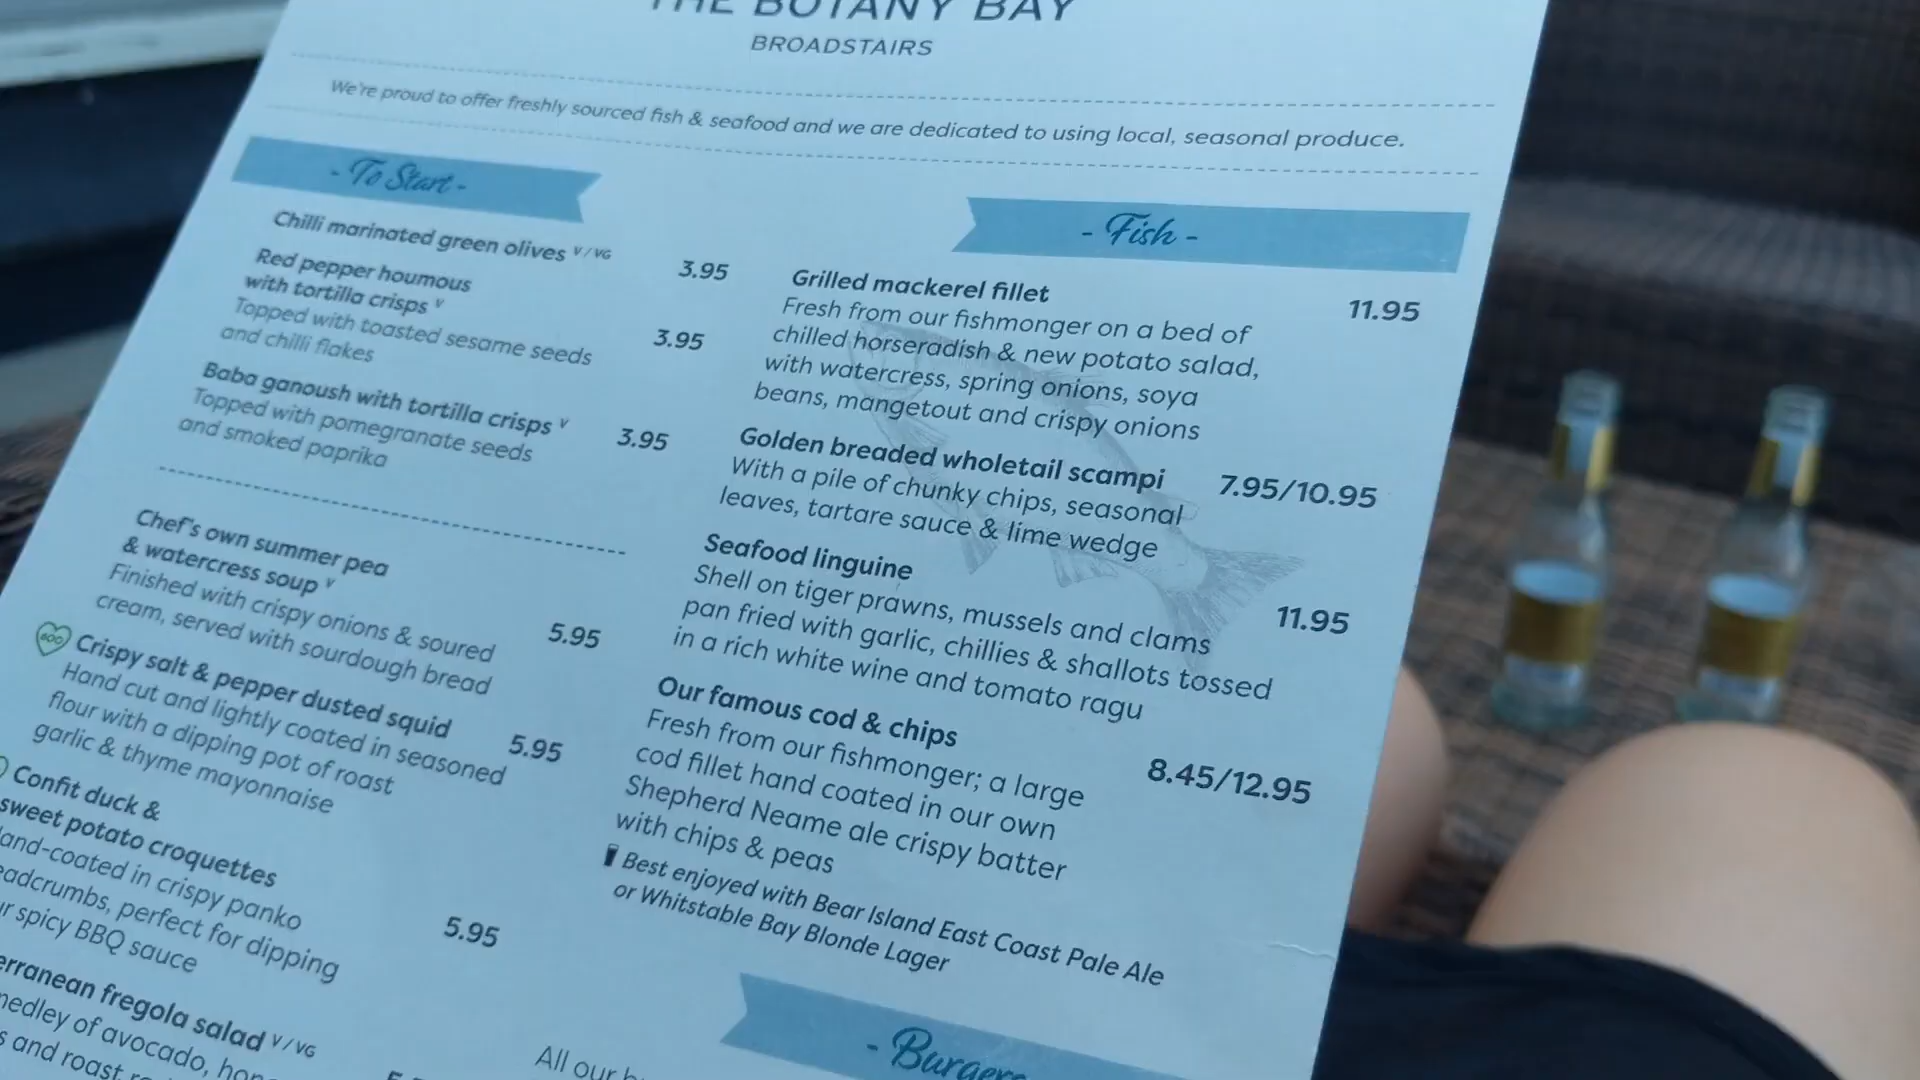 THE BOTANY BAY
BROADSTAIRS
We're proud to offer freshly sourced fish & seafood and we are dedicated to using local, seasonal produce.
- To Start -
Chilli marinated green olives V / VG 3.95
Red pepper houmous
with tortilla crisps V 3.95
Topped with toasted sesame seeds
and chilli flakes
Baba ganoush with tortilla crisps V 3.95
Topped with pomegranate seeds
and smoked paprika
Chef's own summer pea
& watercress soup V
Finished with crispy onions & soured 5.95
cream, served with sourdough bread
600 Crispy salt & pepper dusted squid 5.95
Hand cut and lightly coated in seasoned
flour with a dipping pot of roast
garlic & thyme mayonnaise
Confit duck &
sweet potato croquettes 5.95
and-coated in crispy panko
eadcrumbs, perfect for dipping
spicy BBQ sauce
erranean fregola salad V / VG
medley of avocado,
and roast
- Fish -
Grilled mackerel fillet 11.95
Fresh from our fishmonger on a bed of
chilled horseradish & new potato salad,
with watercress, spring onions, soya
beans, mangetout and crispy onions
Golden breaded wholetail scampi 7.95/10.95
With a pile of chunky chips, seasonal
leaves, tartare sauce & lime wedge
Seafood linguine 11.95
Shell on tiger prawns, mussels and clams
pan fried with garlic, chillies & shallots tossed
in a rich white wine and tomato ragu
Our famous cod & chips 8.45/12.95
Fresh from our fishmonger; a large
cod fillet hand coated in our own
Shepherd Neame ale crispy batter
with chips & peas
Best enjoyed with Bear Island East Coast Pale Ale
or Whitstable Bay Blonde Lager
- Burgers
All our